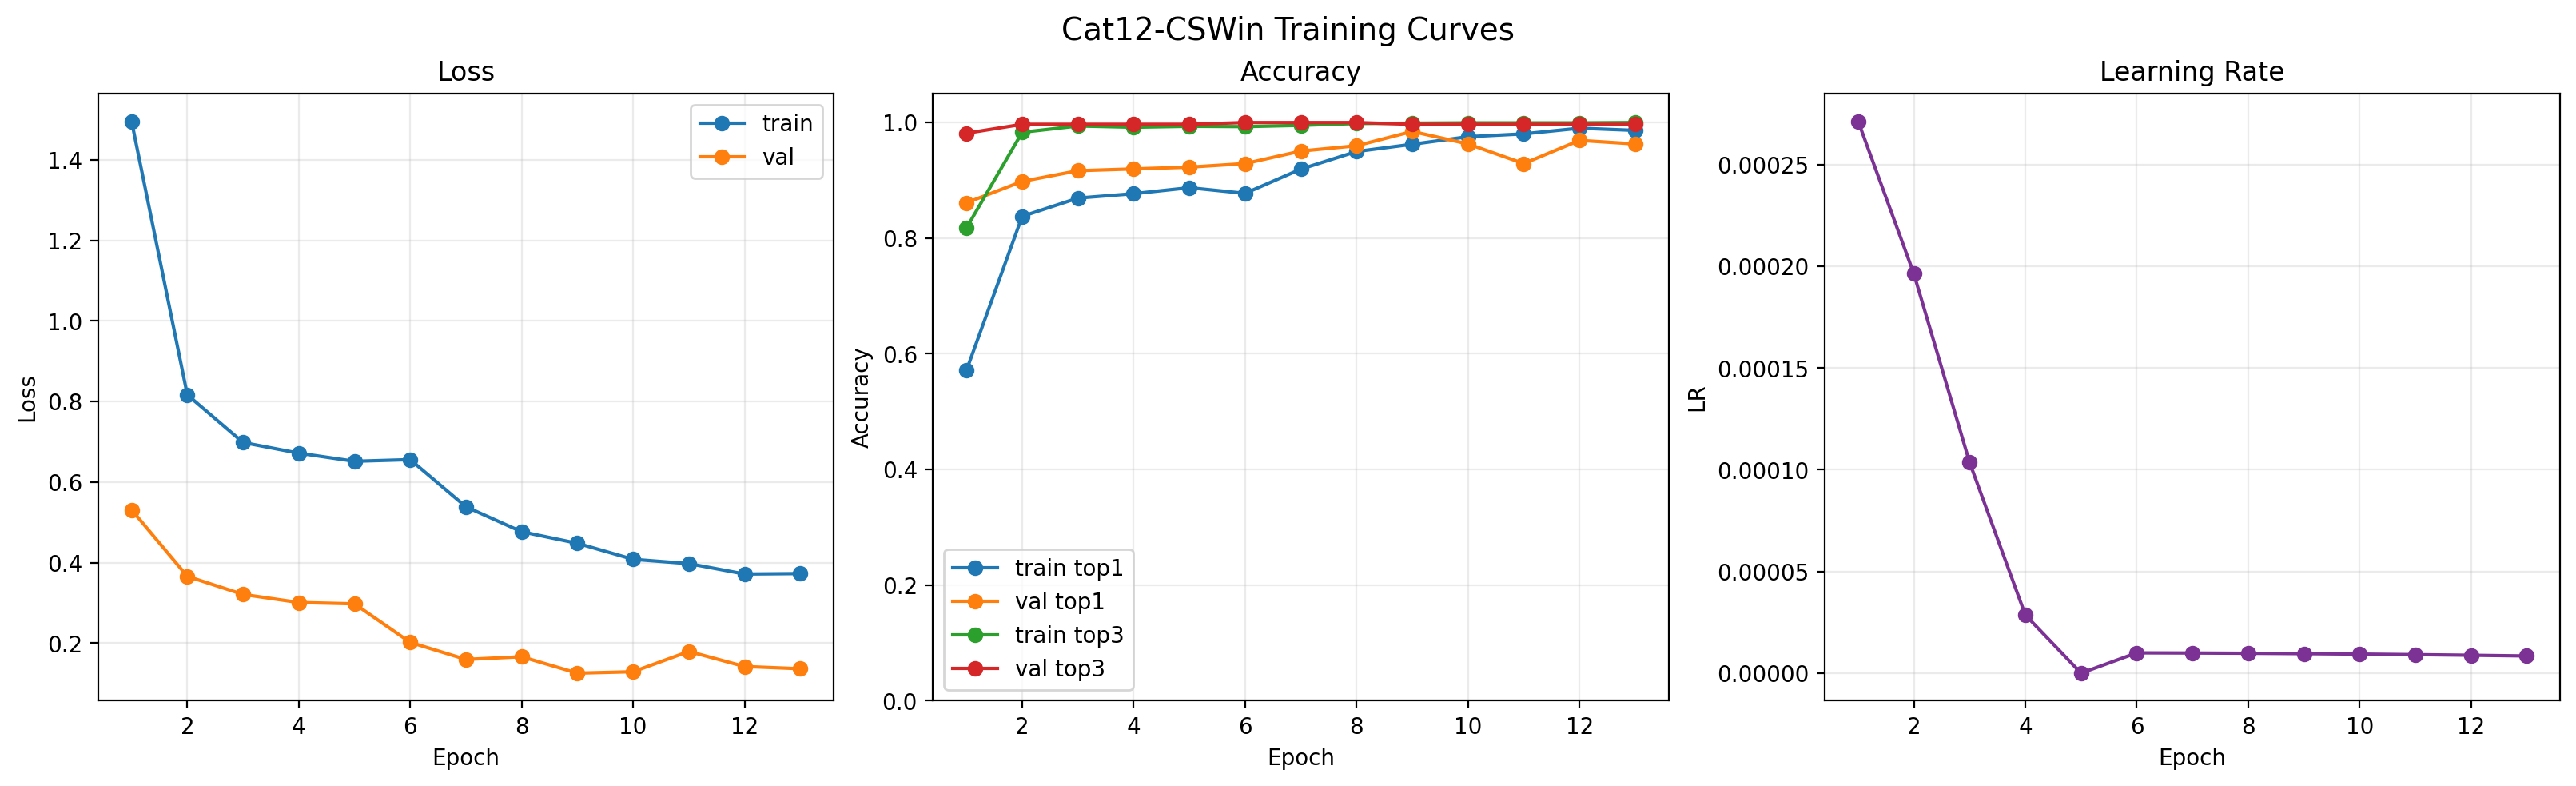 Cat12-CSWin Training Curves
Loss
Loss
1.4
1.2
1.0
0.8
0.6
0.4
0.2
2 4 6 8 10 12
Epoch
train
val
Accuracy
Accuracy
1.0
0.8
0.6
0.4
0.2
0.0
2 4 6 8 10 12
Epoch
train top1
val top1
train top3
val top3
Learning Rate
LR
0.00025
0.00020
0.00015
0.00010
0.00005
0.00000
2 4 6 8 10 12
Epoch